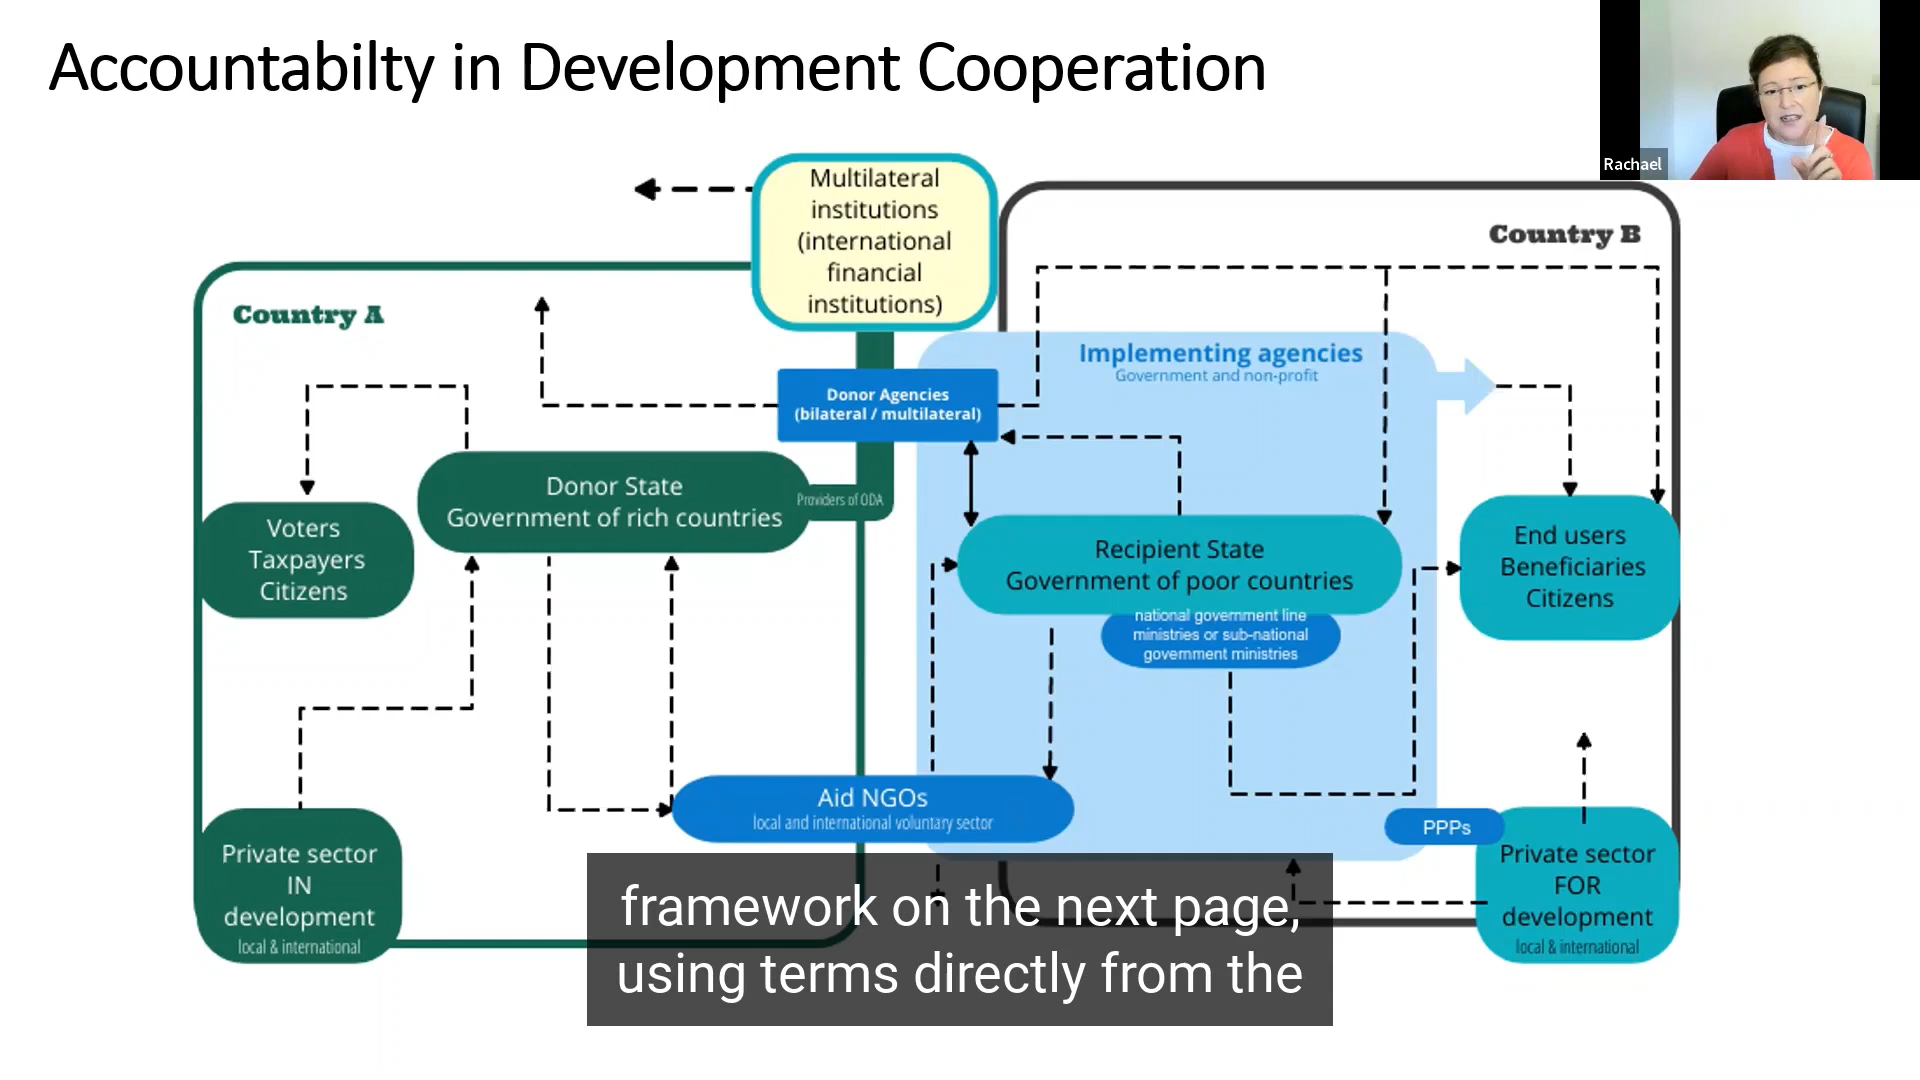 Accountabilty in Development Cooperation
Rachael
Multilateral
institutions
(international
financial
institutions)
Country B
Country A
Implementing agencies
Government and non-profit
Donor Agencies
(bilateral / multilateral)
Donor State
Government of rich countries
Providers of ODA
Voters
Taxpayers
Citizens
Recipient State
Government of poor countries
national government line
ministries or sub-national
government ministries
End users
Beneficiaries
Citizens
Aid NGOs
local and international voluntary sector
PPPs
Private sector
IN
development
local & international
Private sector
FOR
development
local & international
framework on the next page,
using terms directly from the